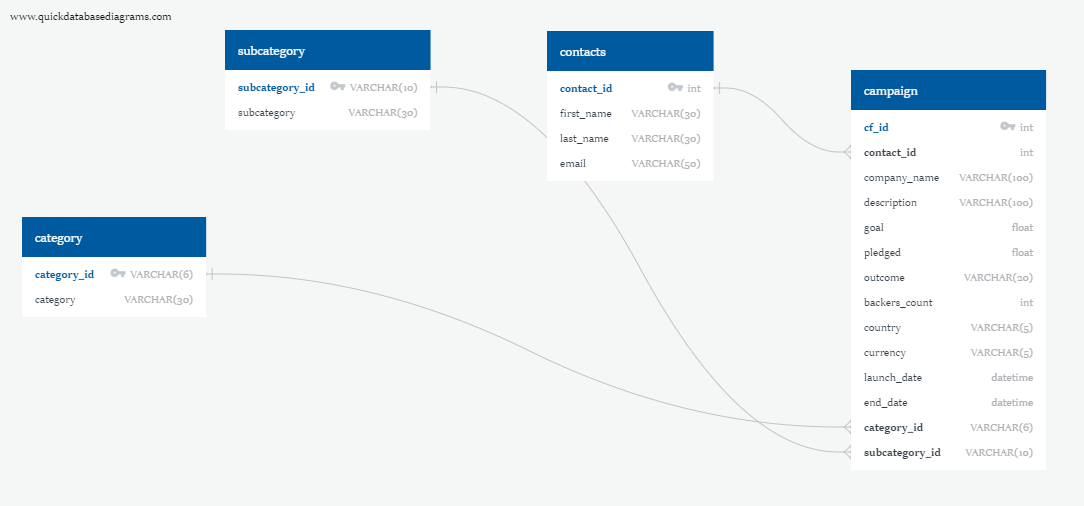 www.quickdatabasediagrams.com
subcategory
subcategory_id VARCHAR(10)
subcategory VARCHAR(30)
contacts
contact_id int
first_name VARCHAR(30)
last_name VARCHAR(30)
email VARCHAR(50)
campaign
cf_id int
contact_id int
company_name VARCHAR(100)
description VARCHAR(100)
goal float
pledged float
outcome VARCHAR(20)
backers_count int
country VARCHAR(5)
currency VARCHAR(5)
launch_date datetime
end_date datetime
category_id VARCHAR(6)
subcategory_id VARCHAR(10)
category
category_id VARCHAR(6)
category VARCHAR(30)